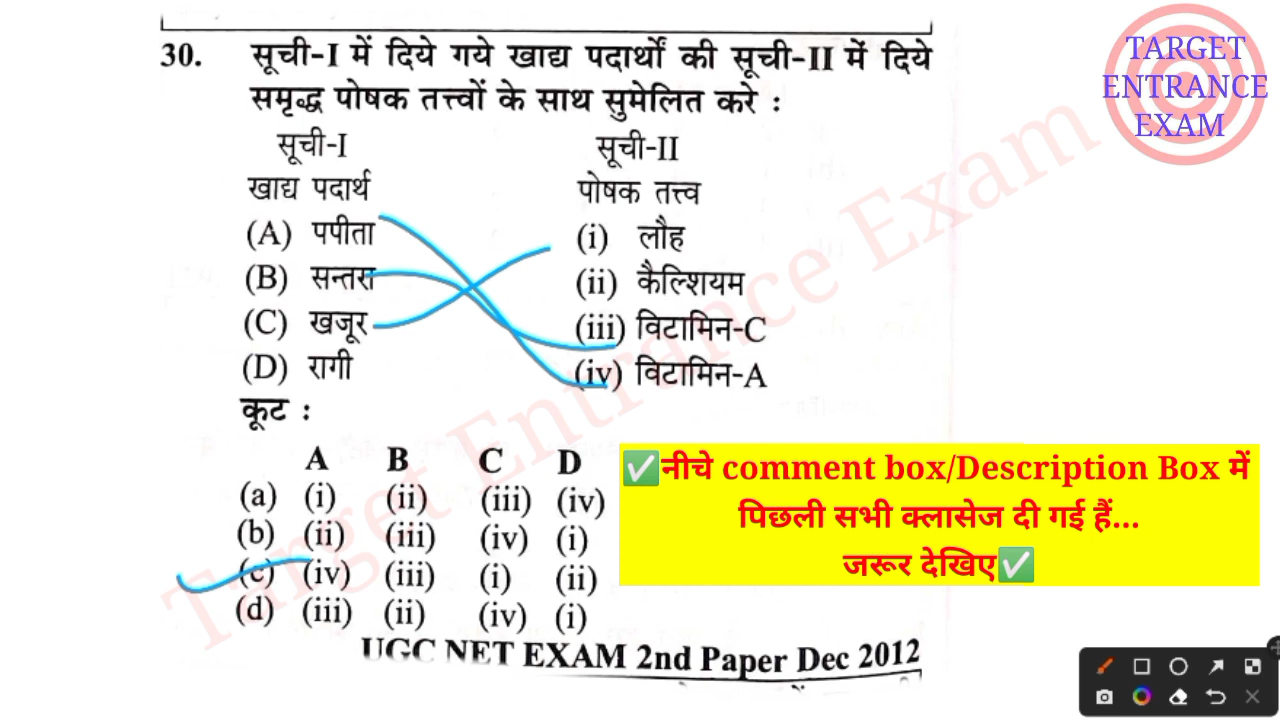 TARGET
ENTRANCE
EXAM
30. सूची-I में दिये गये खाद्य पदार्थों की सूची-II में दिये
समृद्ध पोषक तत्त्वों के साथ सुमेलित करे :
सूची-I सूची-II
खाद्य पदार्थ पोषक तत्त्व
(A) पपीता (i) लौह
(B) सन्तरा (ii) कैल्शियम
(C) खजूर (iii) विटामिन-C
(D) रागी (iv) विटामिन-A
कूट :
A B C D
(a) (i) (ii) (iii) (iv)
(b) (ii) (iii) (iv) (i)
(c) (iv) (iii) (i) (ii)
(d) (iii) (ii) (iv) (i)
✅नीचे comment box/Description Box में
पिछली सभी क्लासेज दी गई हैं...
जरूर देखिए✅
UGC NET EXAM 2nd Paper Dec 2012
Target Entrance Exam